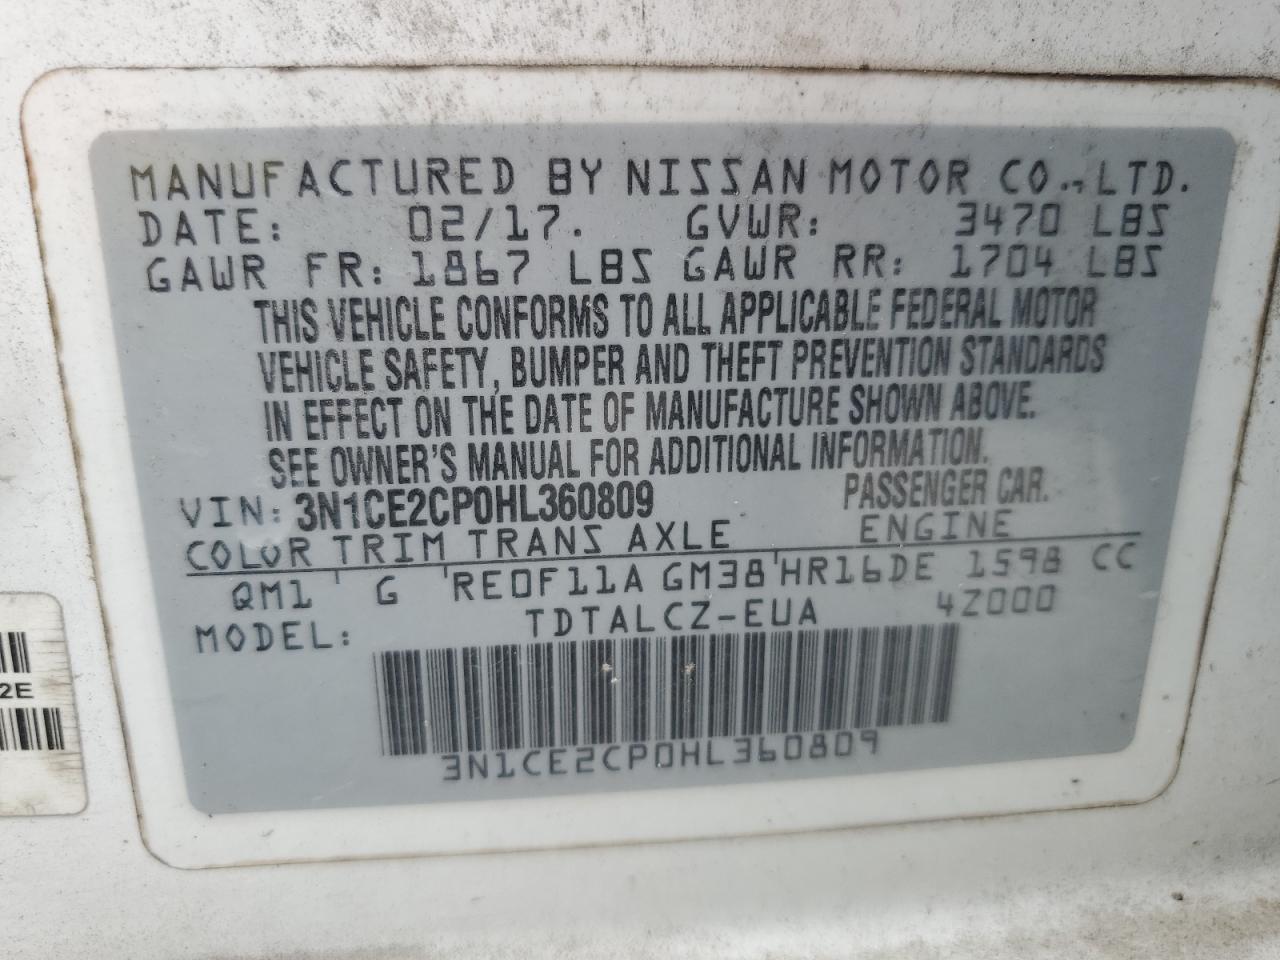 MANUFACTURED BY NISSAN MOTOR CO., LTD.
DATE: 02/17. GVWR: 3470 LBS
GAWR FR: 1867 LBS GAWR RR: 1704 LBS
THIS VEHICLE CONFORMS TO ALL APPLICABLE FEDERAL MOTOR
VEHICLE SAFETY, BUMPER AND THEFT PREVENTION STANDARDS
IN EFFECT ON THE DATE OF MANUFACTURE SHOWN ABOVE.
SEE OWNER'S MANUAL FOR ADDITIONAL INFORMATION.
VIN: 3N1CE2CP0HL360809 PASSENGER CAR.
COLOR TRIM TRANS AXLE ENGINE
QM1 G RE0F11A GM38 HR16DE 1598 CC
MODEL: TDTALCZ-EUA 4Z000
3N1CE2CP0HL360809
2E